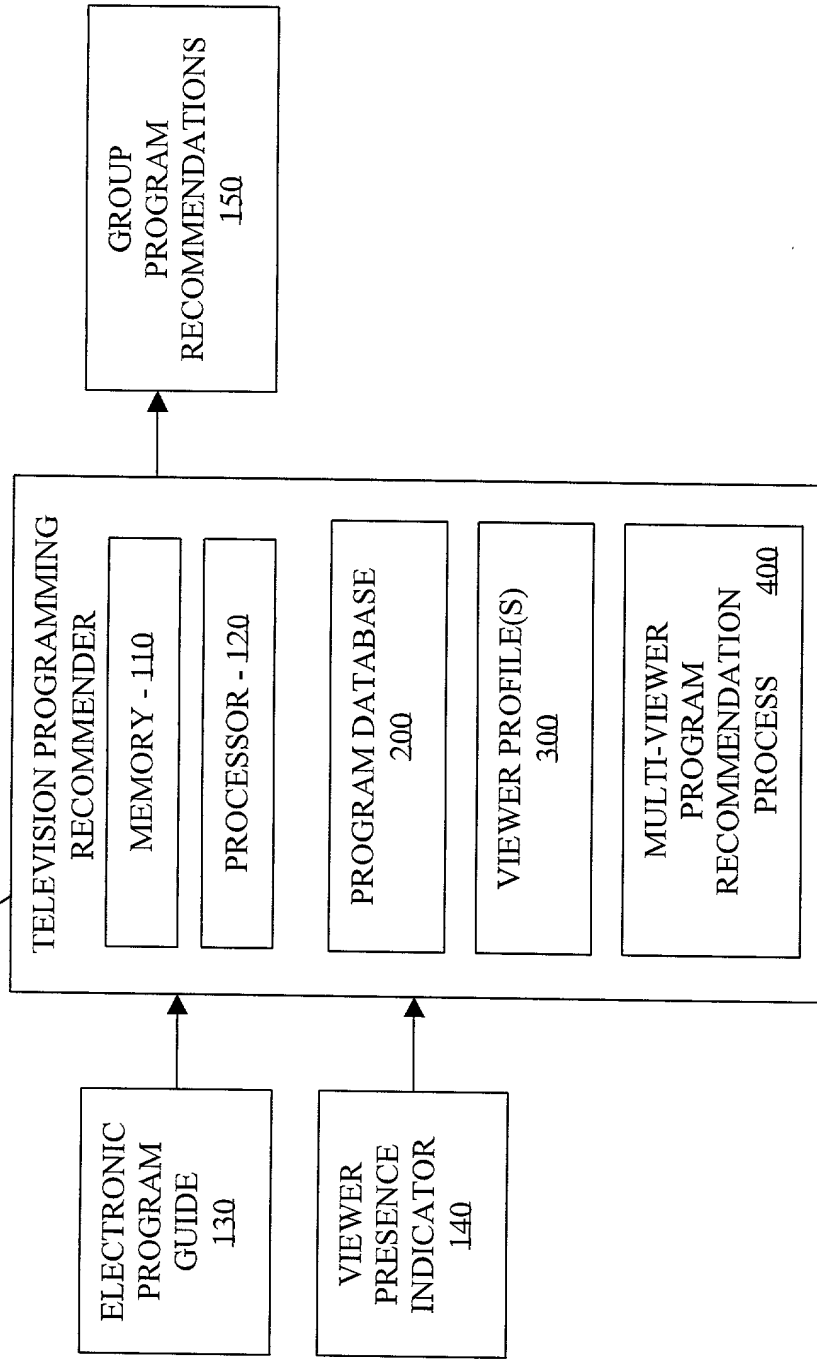 ELECTRONIC
PROGRAM
GUIDE
130
VIEWER
PRESENCE
INDICATOR
140
TELEVISION PROGRAMMING
RECOMMENDER
MEMORY - 110
PROCESSOR - 120
PROGRAM DATABASE
200
VIEWER PROFILE(S)
300
MULTI-VIEWER
PROGRAM
RECOMMENDATION
PROCESS 400
GROUP
PROGRAM
RECOMMENDATIONS
150